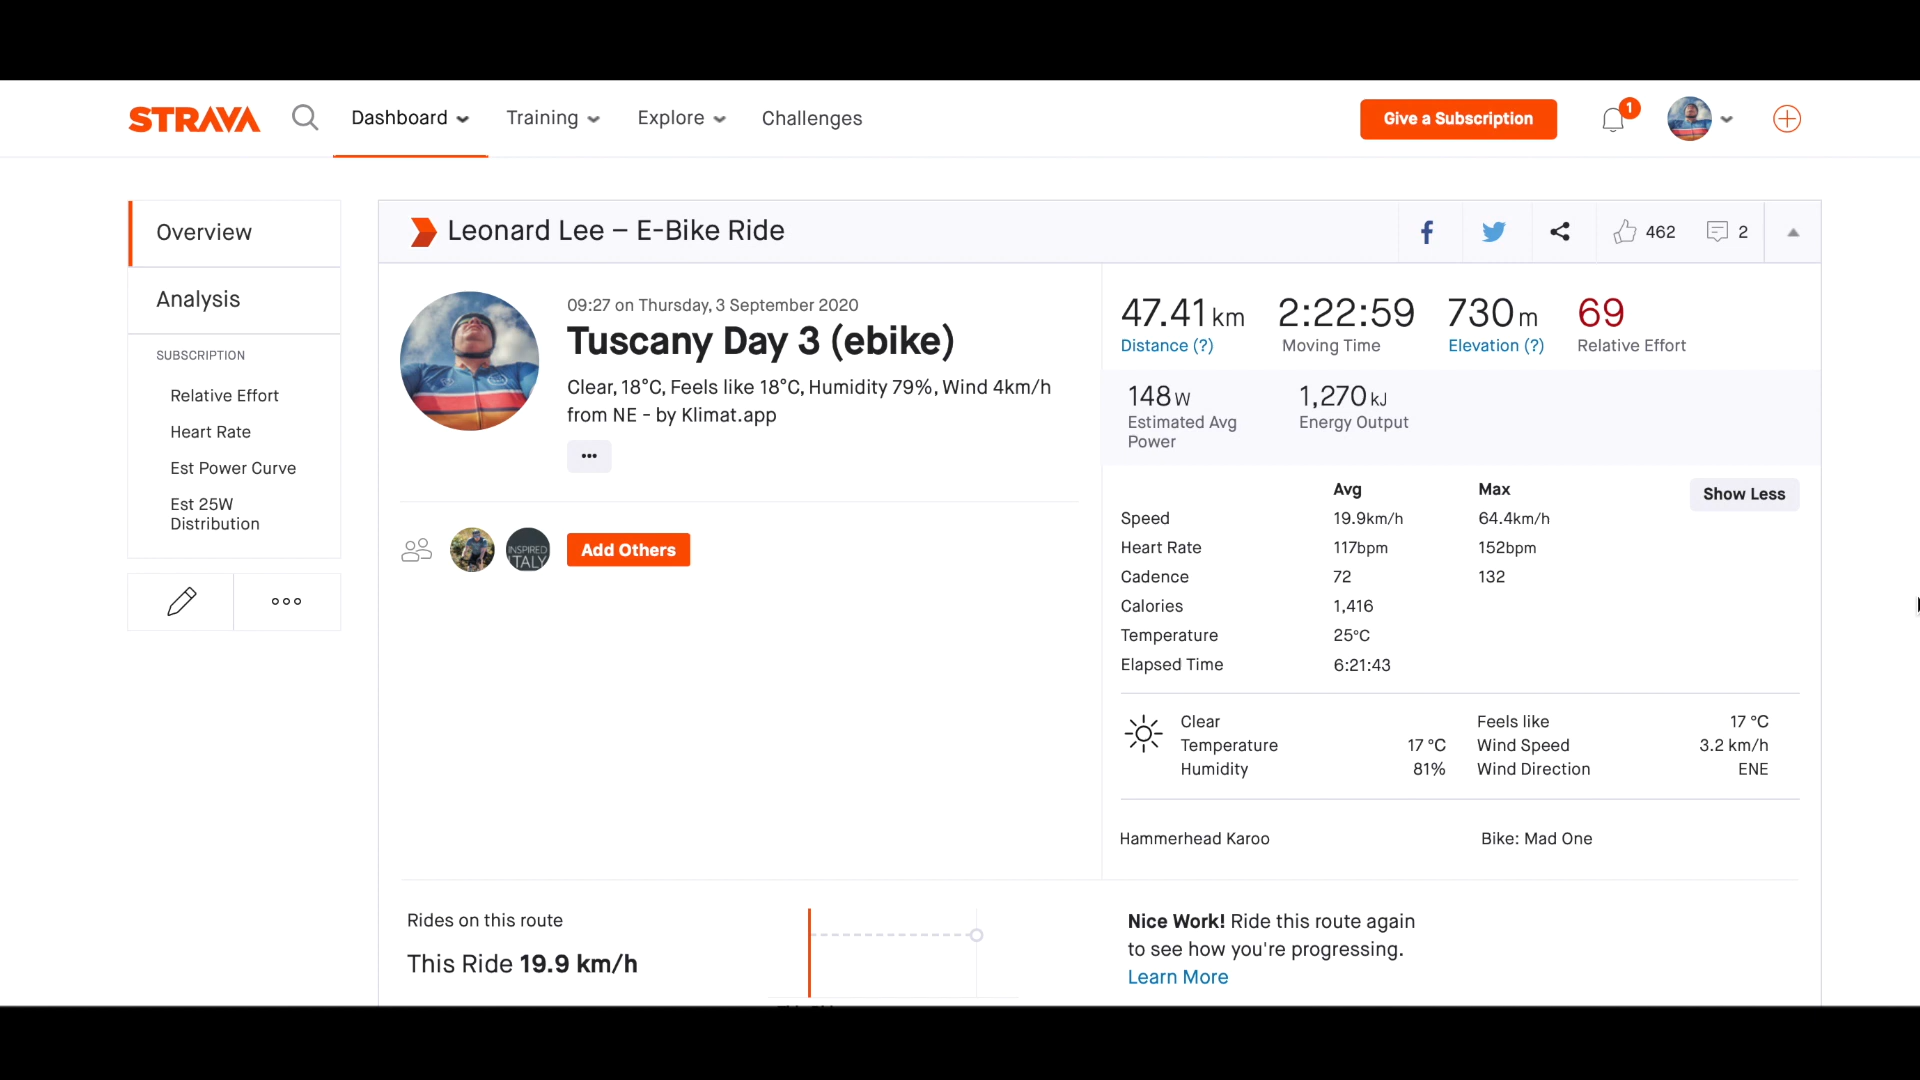 STRAVA
Dashboard
Training
Explore
Challenges
Give a Subscription
1
Overview
Analysis
SUBSCRIPTION
Relative Effort
Heart Rate
Est Power Curve
Est 25W
Distribution
Leonard Lee – E-Bike Ride
462
2
09:27 on Thursday, 3 September 2020
Tuscany Day 3 (ebike)
Clear, 18°C, Feels like 18°C, Humidity 79%, Wind 4km/h
from NE - by Klimat.app
INSPIRED
ITALY
Add Others
47.41 km
Distance (?)
2:22:59
Moving Time
730 m
Elevation (?)
69
Relative Effort
148 W
Estimated Avg
Power
1,270 kJ
Energy Output
Avg Max
Show Less
Speed 19.9km/h 64.4km/h
Heart Rate 117bpm 152bpm
Cadence 72 132
Calories 1,416
Temperature 25°C
Elapsed Time 6:21:43
Clear Feels like 17 °C
Temperature 17 °C Wind Speed 3.2 km/h
Humidity 81% Wind Direction ENE
Hammerhead Karoo Bike: Mad One
Rides on this route
This Ride 19.9 km/h
Nice Work! Ride this route again
to see how you're progressing.
Learn More